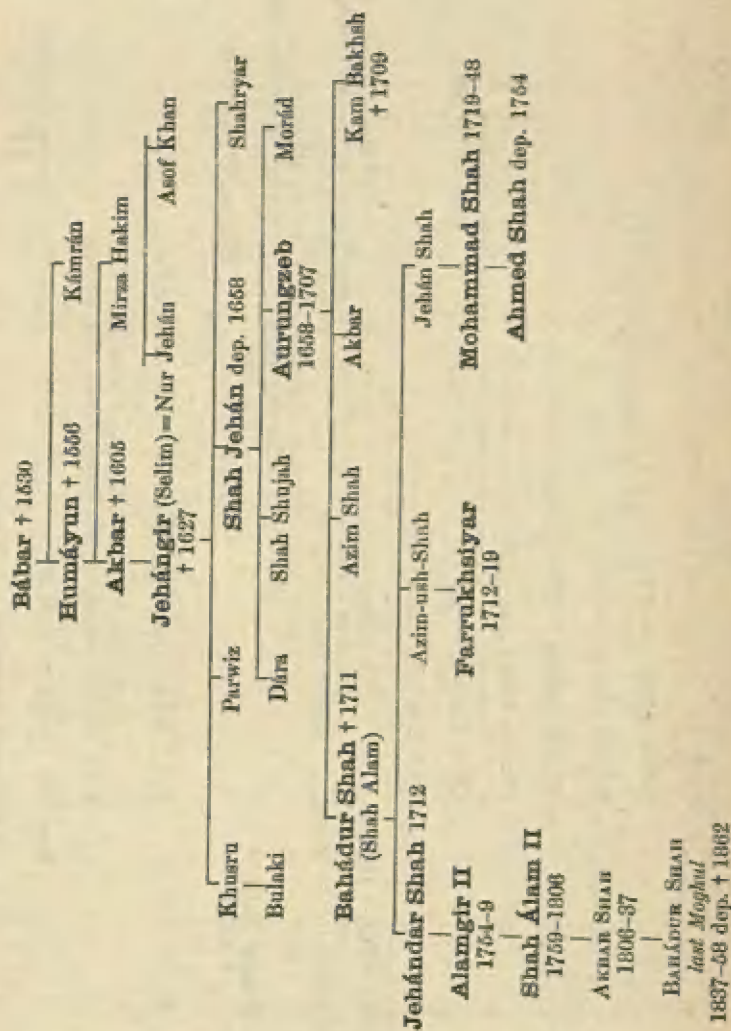 Bábar † 1530
Humáyun † 1556 Kámrán
Akbar † 1605 Mirza Hakim
Jehángir (Selim)=Nur Jehán Asof Khan
† 1627
Khusru Parwiz Shah Jehán dep. 1658 Shahryar
Bulaki Dára Shah Shujah Aurungzeb Morád
1658–1707
Bahádur Shah † 1711 Azim Shah Akbar Kam Bakhsh
(Shah Alam) † 1709
Jehándar Shah 1712 Azim-ush-Shah Jehán Shah
Alamgir II Farrukhsiyar Mohammad Shah 1719–48
1754–9 1712–19
Shah Álam II Ahmed Shah dep. 1754
1759–1806
Akbar Shah
1806–37
Bahádur Shah
last Moghul
1837–58 dep. † 1862